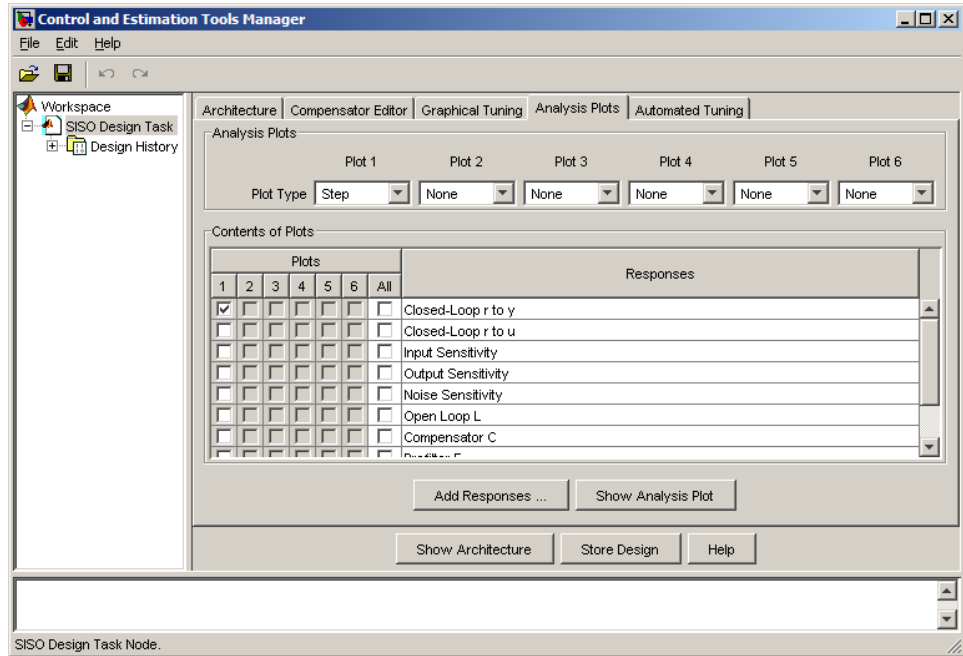 Control and Estimation Tools Manager
File Edit Help
Workspace
SISO Design Task
Design History
Architecture Compensator Editor Graphical Tuning Analysis Plots Automated Tuning
Analysis Plots
Plot 1 Plot 2 Plot 3 Plot 4 Plot 5 Plot 6
Plot Type Step None None None None None
Contents of Plots
Plots
Responses
1 2 3 4 5 6 All
Closed-Loop r to y
Closed-Loop r to u
Input Sensitivity
Output Sensitivity
Noise Sensitivity
Open Loop L
Compensator C
Prefilter F
Add Responses ... Show Analysis Plot
Show Architecture Store Design Help
SISO Design Task Node.